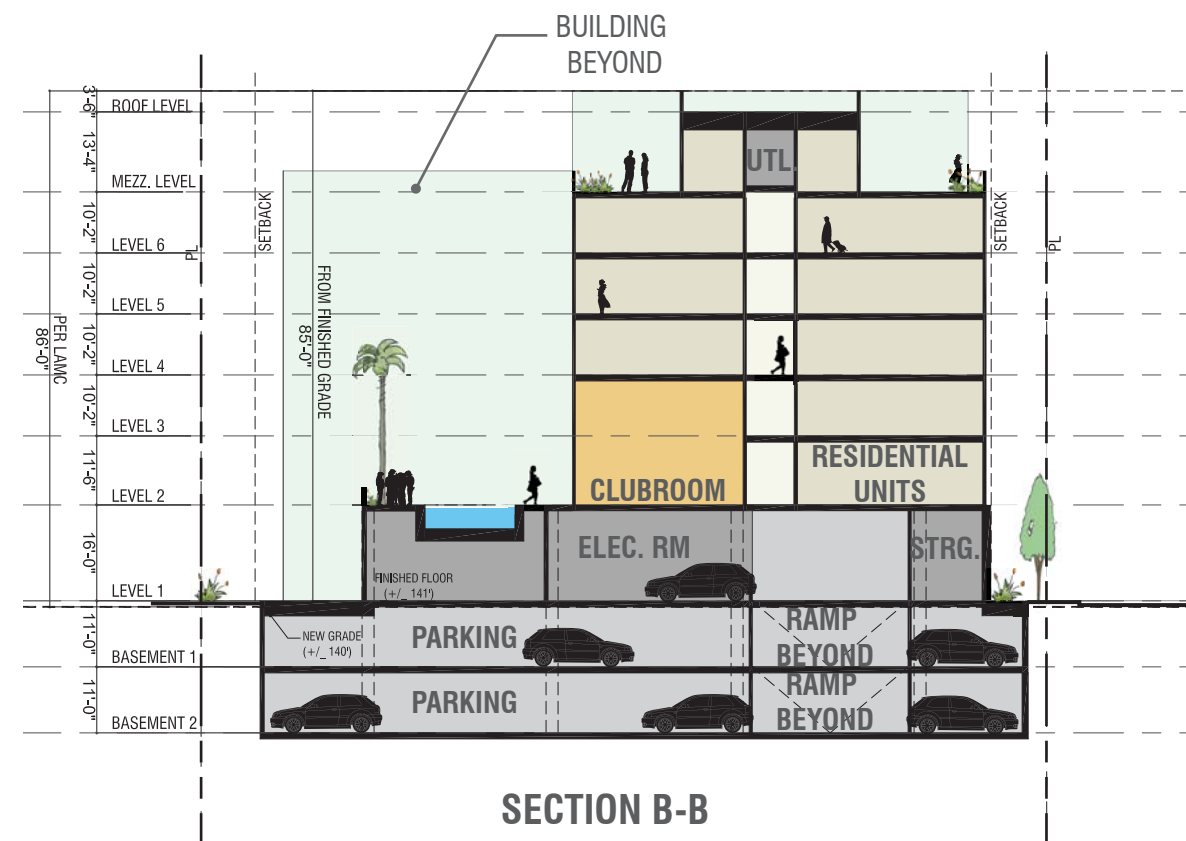 BUILDING
BEYOND
3'-6"
ROOF LEVEL
13'-4"
UTL.
MEZZ. LEVEL
10'-2"
SETBACK
SETBACK
LEVEL 6
PL
PL
10'-2"
LEVEL 5
FROM FINISHED GRADE
85'-0"
PER LAMC
86'-0"
10'-2"
LEVEL 4
10'-2"
LEVEL 3
11'-6"
RESIDENTIAL
UNITS
CLUBROOM
LEVEL 2
16'-0"
ELEC. RM
STRG.
FINISHED FLOOR
(+/_ 141')
LEVEL 1
11'-0"
NEW GRADE
(+/_ 140')
PARKING
RAMP
BEYOND
BASEMENT 1
11'-0"
PARKING
RAMP
BEYOND
BASEMENT 2
SECTION B-B